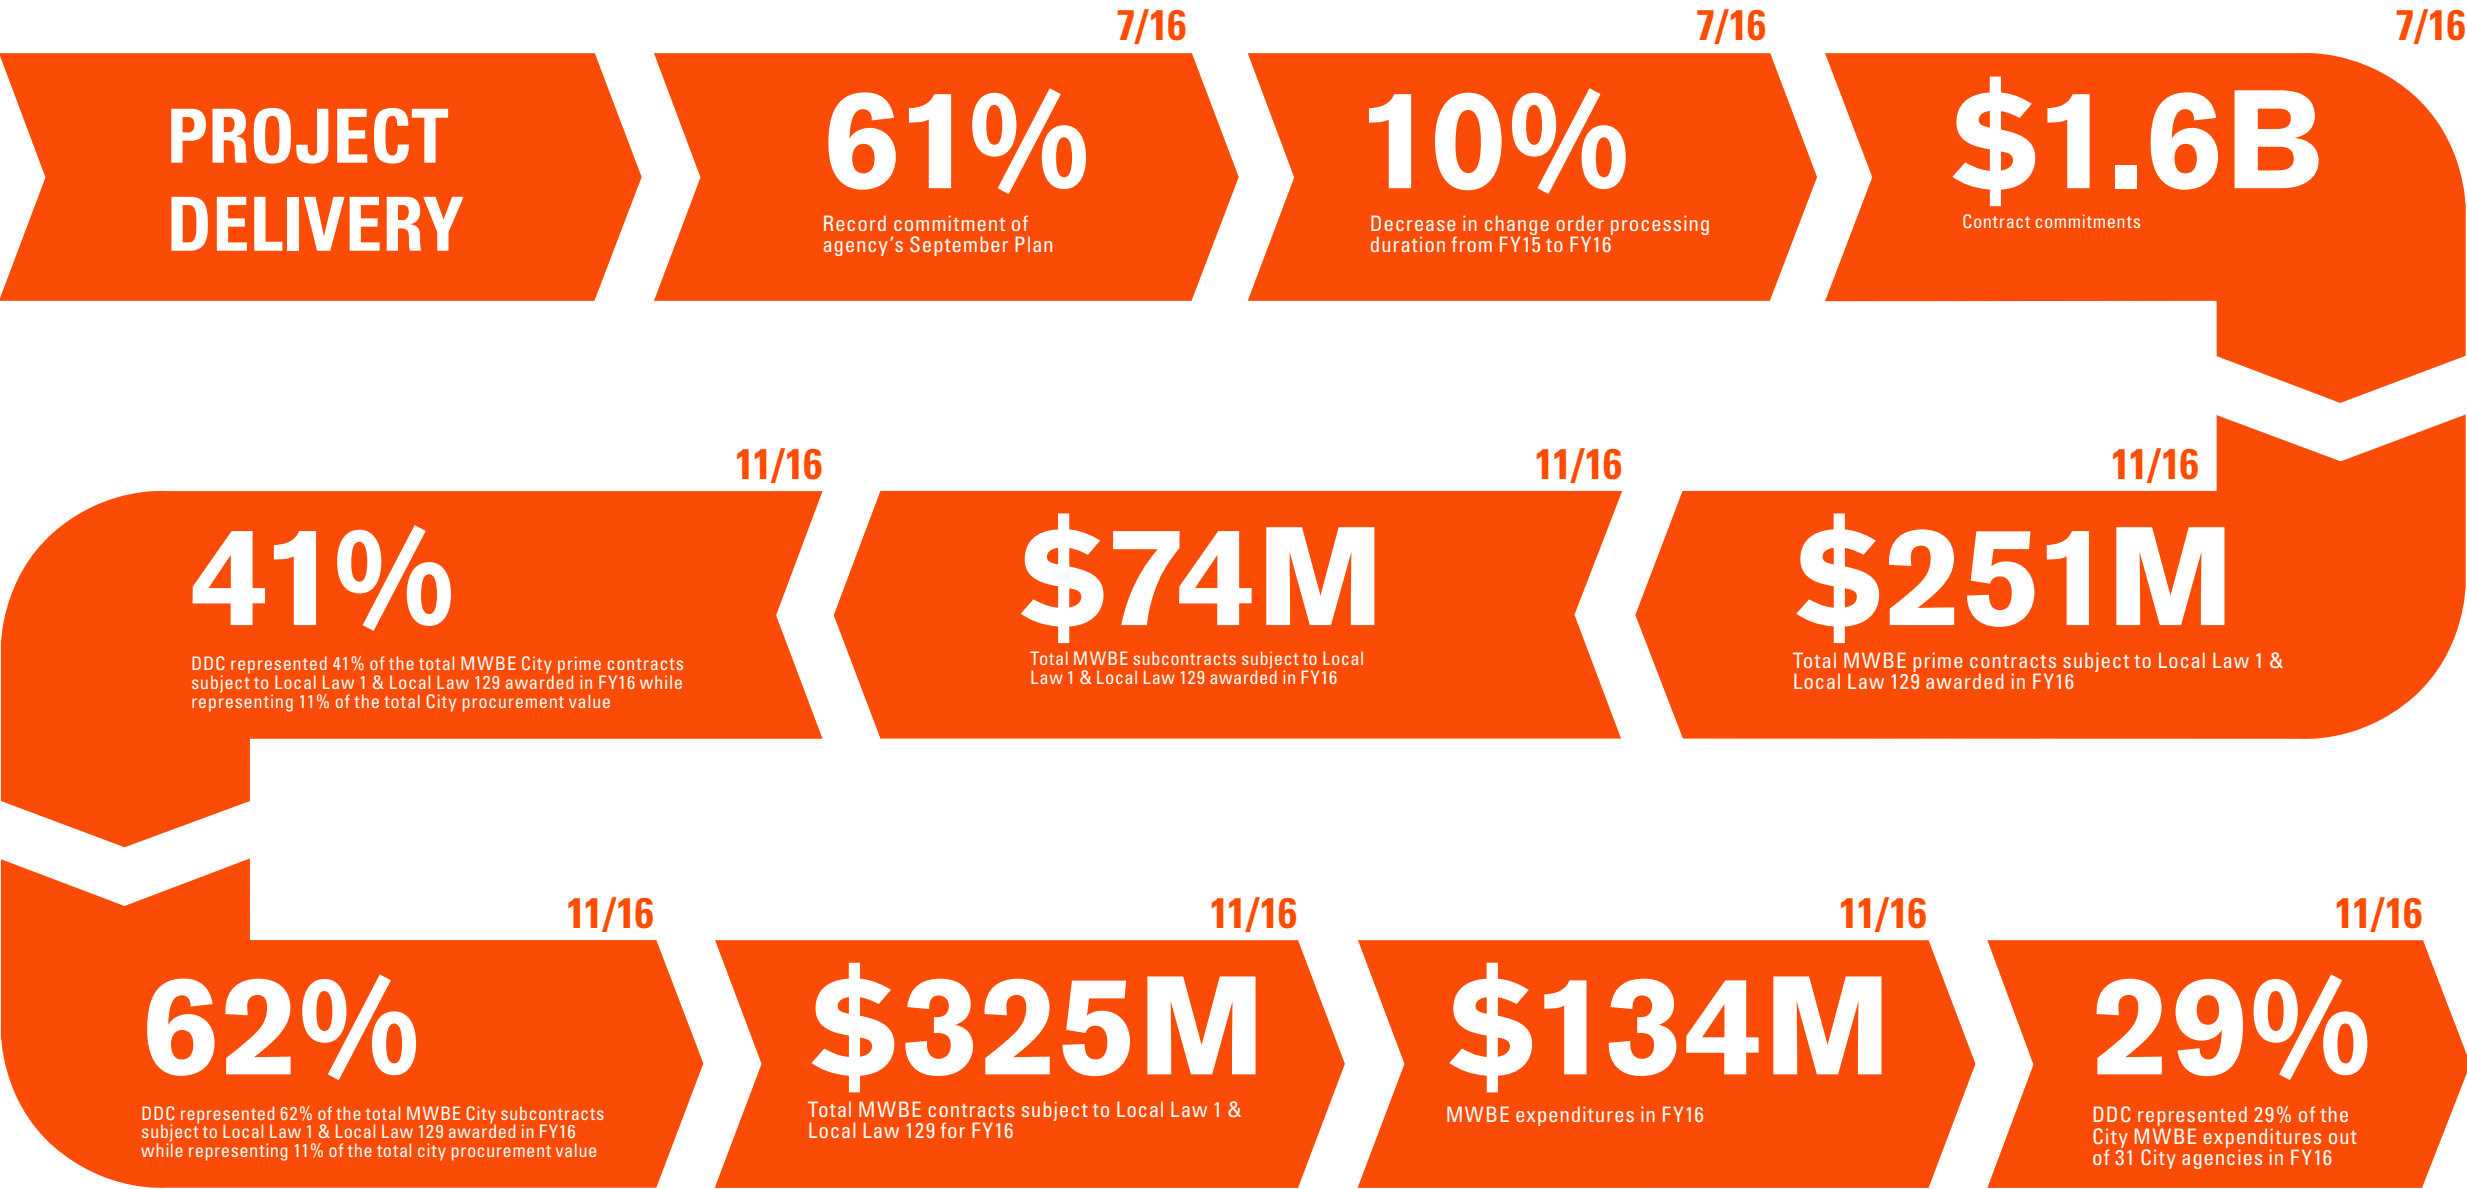 PROJECT
DELIVERY
7/16
61%
Record commitment of
agency's September Plan
7/16
10%
Decrease in change order processing
duration from FY15 to FY16
7/16
$1.6B
Contract commitments
11/16
$251M
Total MWBE prime contracts subject to Local Law 1 &
Local Law 129 awarded in FY16
11/16
$74M
Total MWBE subcontracts subject to Local
Law 1 & Local Law 129 awarded in FY16
11/16
41%
DDC represented 41% of the total MWBE City prime contracts
subject to Local Law 1 & Local Law 129 awarded in FY16 while
representing 11% of the total City procurement value
11/16
62%
DDC represented 62% of the total MWBE City subcontracts
subject to Local Law 1 & Local Law 129 awarded in FY16
while representing 11% of the total city procurement value
11/16
$325M
Total MWBE contracts subject to Local Law 1 &
Local Law 129 for FY16
11/16
$134M
MWBE expenditures in FY16
11/16
29%
DDC represented 29% of the
City MWBE expenditures out
of 31 City agencies in FY16